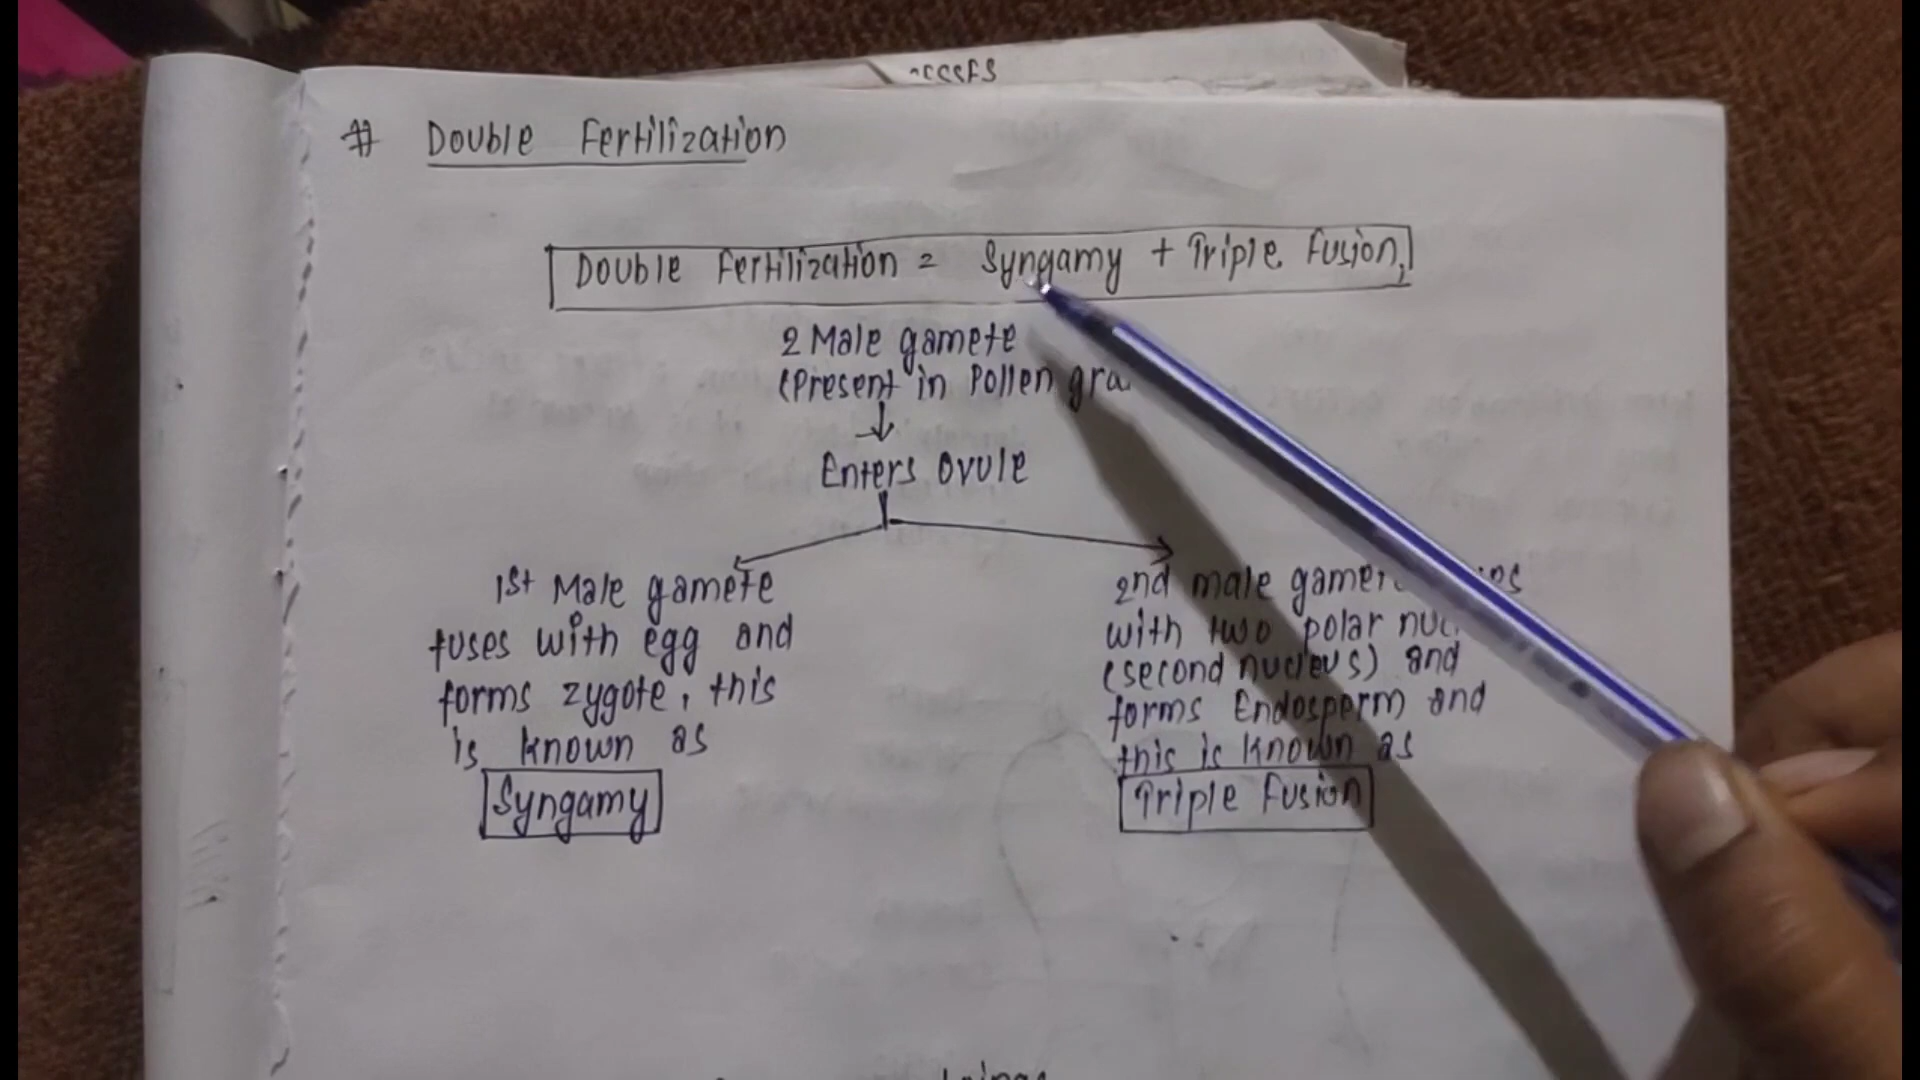 # Double Fertilization
Double Fertilization = Syngamy + Triple Fusion,
2 Male gamete
(Present in Pollen
Enters Ovule
1st Male gamete
fuses with egg and
forms zygote, this
is known as
Syngamy
2nd male
with two polar
(second nucleus) and
forms Endosperm and
this is known as
Triple Fusion